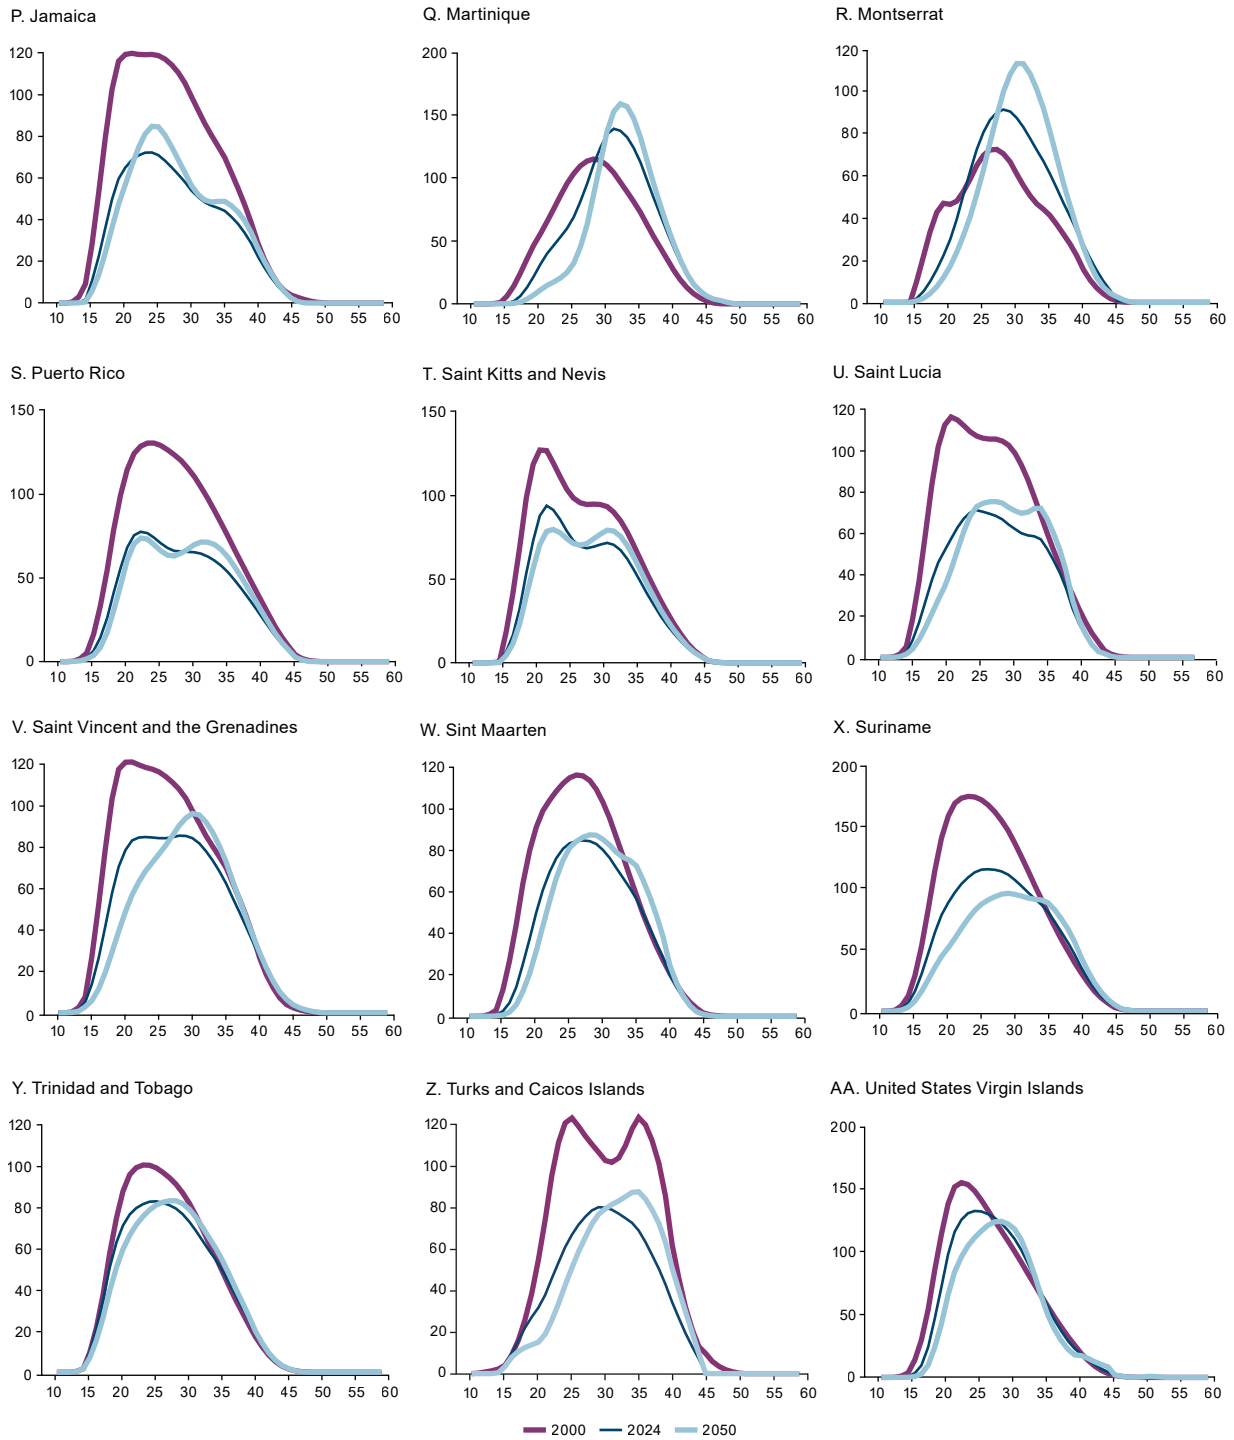 P. Jamaica
Q. Martinique
R. Montserrat
120
100
80
60
40
20
0
10 15 20 25 30 35 40 45 50 55 60
200
150
100
50
0
10 15 20 25 30 35 40 45 50 55 60
120
100
80
60
40
20
0
10 15 20 25 30 35 40 45 50 55 60
S. Puerto Rico
T. Saint Kitts and Nevis
U. Saint Lucia
150
100
50
0
10 15 20 25 30 35 40 45 50 55 60
150
100
50
0
10 15 20 25 30 35 40 45 50 55 60
120
100
80
60
40
20
0
10 15 20 25 30 35 40 45 50 55 60
V. Saint Vincent and the Grenadines
W. Sint Maarten
X. Suriname
120
100
80
60
40
20
0
10 15 20 25 30 35 40 45 50 55 60
120
100
80
60
40
20
0
10 15 20 25 30 35 40 45 50 55 60
200
150
100
50
0
10 15 20 25 30 35 40 45 50 55 60
Y. Trinidad and Tobago
Z. Turks and Caicos Islands
AA. United States Virgin Islands
120
100
80
60
40
20
0
10 15 20 25 30 35 40 45 50 55 60
120
100
80
60
40
20
0
10 15 20 25 30 35 40 45 50 55 60
200
150
100
50
0
10 15 20 25 30 35 40 45 50 55 60
2000 2024 2050